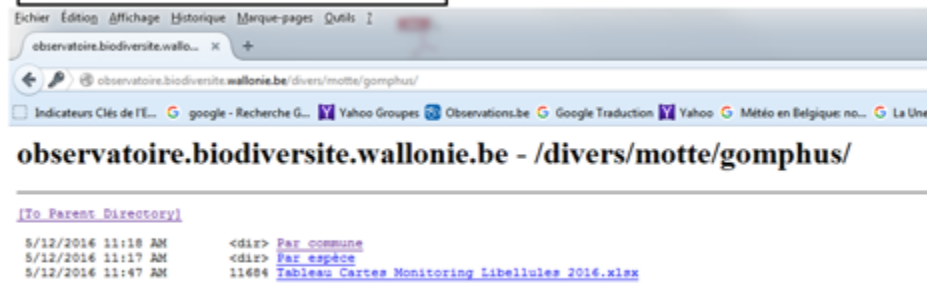 Fichier Édition Affichage Historique Marque-pages Outils ?
observatoire.biodiversite.wallo... × +
observatoire.biodiversite.wallonie.be/divers/motte/gomphus/
Indicateurs Clés de l'E... google - Recherche G... Yahoo Groupes Observations.be Google Traduction Yahoo Météo en Belgique: no... La Une
observatoire.biodiversite.wallonie.be - /divers/motte/gomphus/
[To Parent Directory]
5/12/2016 11:18 AM <dir> Par commune
5/12/2016 11:17 AM <dir> Par espèce
5/12/2016 11:47 AM 11684 Tableau Cartes Monitoring Libellules 2016.xlsx